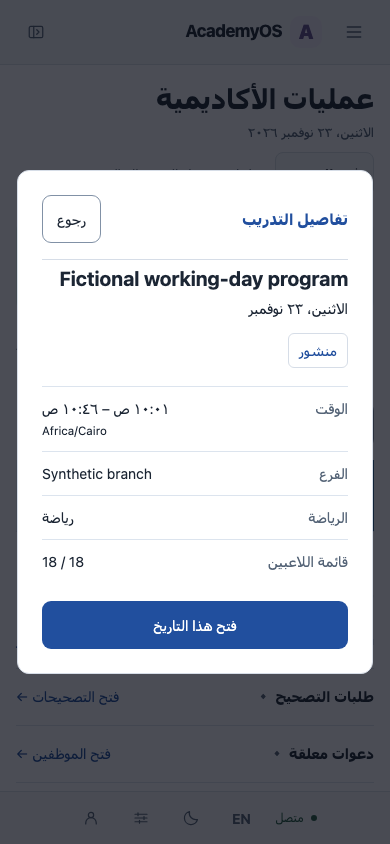 AcademyOS
A
عمليات الأكاديمية
الاثنين، ٢٣ نوفمبر ٢٠٢٦
تفاصيل التدريب
رجوع
Fictional working-day program
الاثنين، ٢٣ نوفمبر
منشور
الوقت
١٠:٠١ ص – ١٠:٤٦ ص
Africa/Cairo
الفرع
Synthetic branch
الرياضة
رياضة
قائمة اللاعبين
18 / 18
فتح هذا التاريخ
طلبات التصحيح
فتح التصحيحات ←
دعوات معلقة
فتح الموظفين ←
متصل
EN